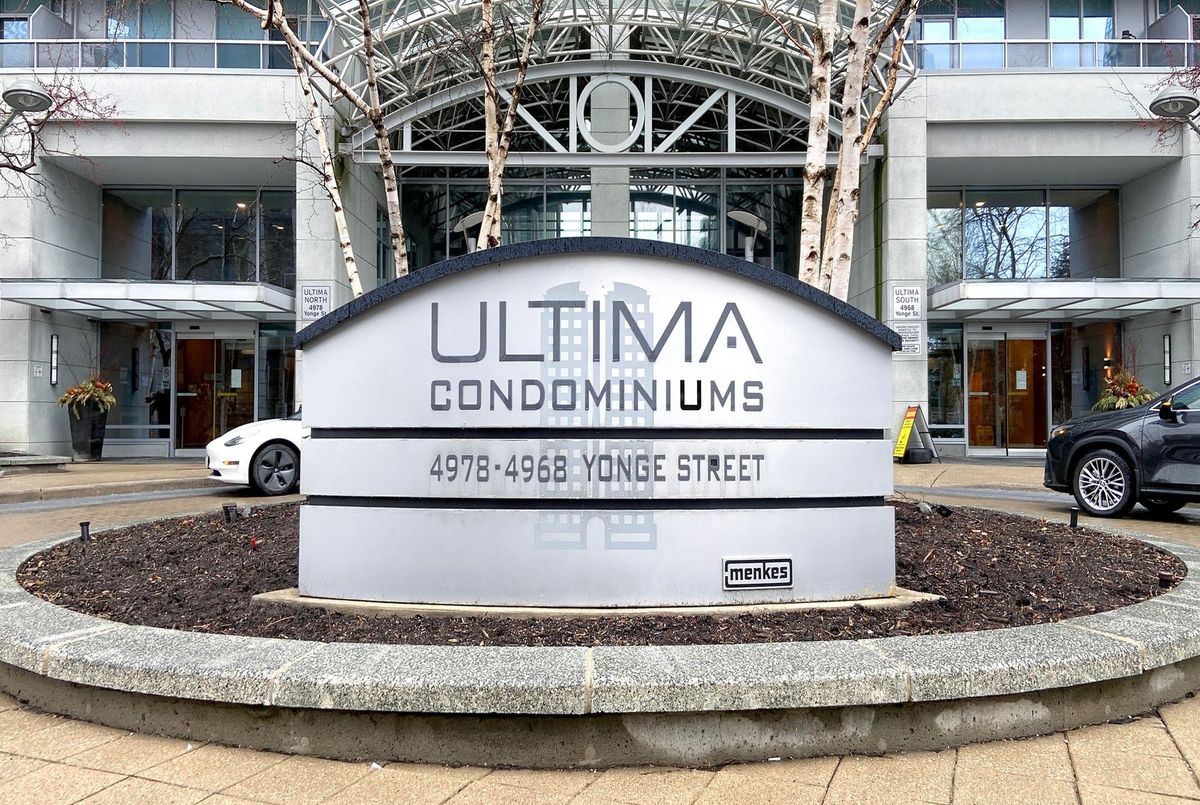 ULTIMA
NORTH
4978
Yonge St.
ULTIMA
SOUTH
4968
Yonge St.
ULTIMA
CONDOMINIUMS
4978-4968 YONGE STREET
menkes